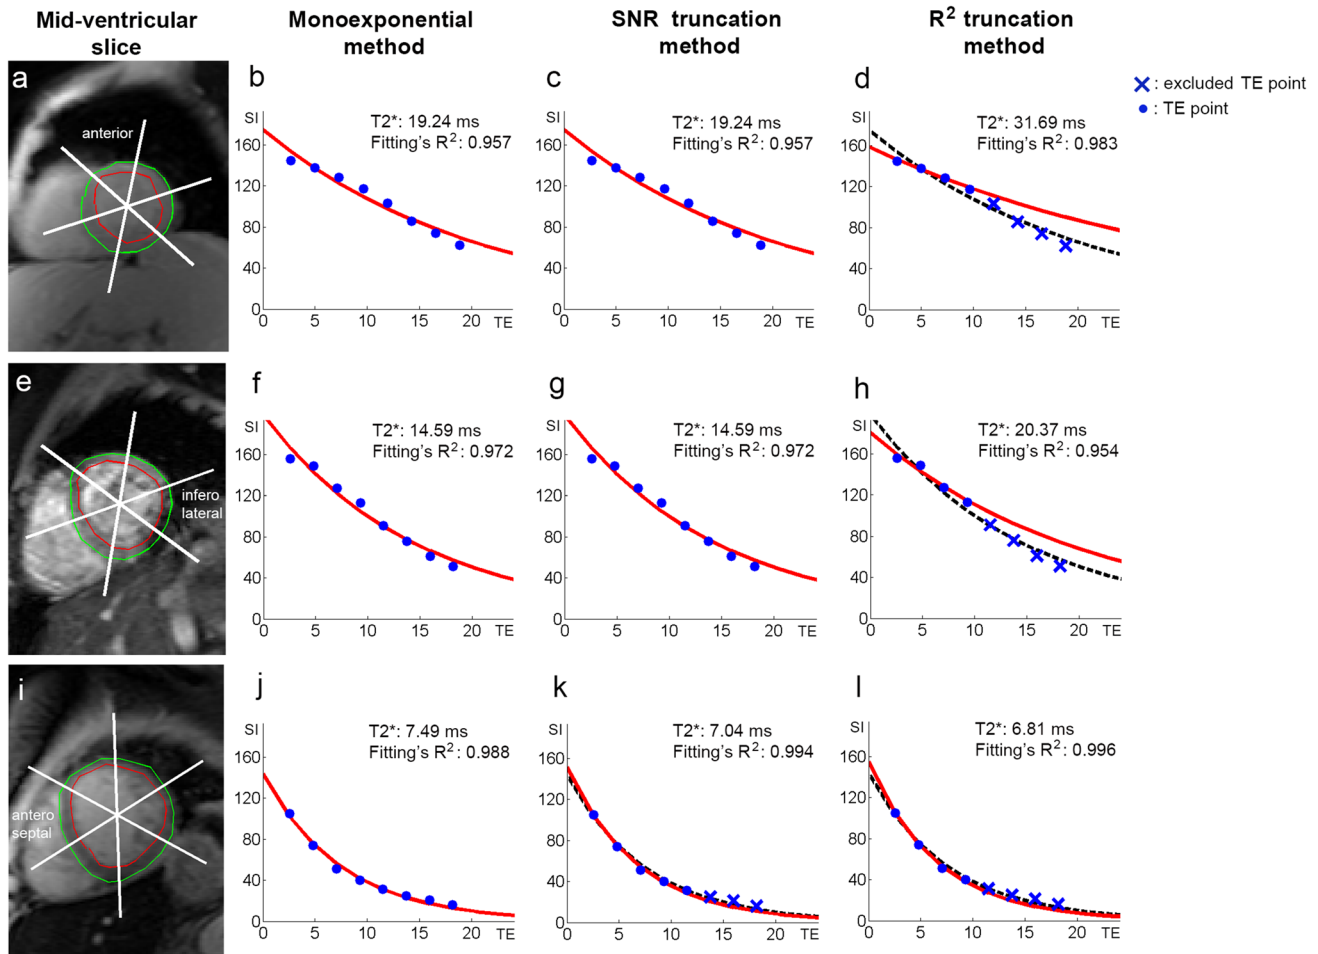 Mid-ventricular
slice
Monoexponential
method
SNR truncation
method
R² truncation
method
a
anterior
b
SI
T2*: 19.24 ms
Fitting's R²: 0.957
160
120
80
40
0
0 5 10 15 20 TE
c
SI
T2*: 19.24 ms
Fitting's R²: 0.957
160
120
80
40
0
0 5 10 15 20 TE
d
SI
T2*: 31.69 ms
Fitting's R²: 0.983
160
120
80
40
0
0 5 10 15 20 TE
: excluded TE point
: TE point
e
infero
lateral
f
SI
T2*: 14.59 ms
Fitting's R²: 0.972
160
120
80
40
0
0 5 10 15 20 TE
g
SI
T2*: 14.59 ms
Fitting's R²: 0.972
160
120
80
40
0
0 5 10 15 20 TE
h
SI
T2*: 20.37 ms
Fitting's R²: 0.954
160
120
80
40
0
0 5 10 15 20 TE
i
antero
septal
j
SI
T2*: 7.49 ms
Fitting's R²: 0.988
160
120
80
40
0
0 5 10 15 20 TE
k
SI
T2*: 7.04 ms
Fitting's R²: 0.994
160
120
80
40
0
0 5 10 15 20 TE
l
SI
T2*: 6.81 ms
Fitting's R²: 0.996
160
120
80
40
0
0 5 10 15 20 TE